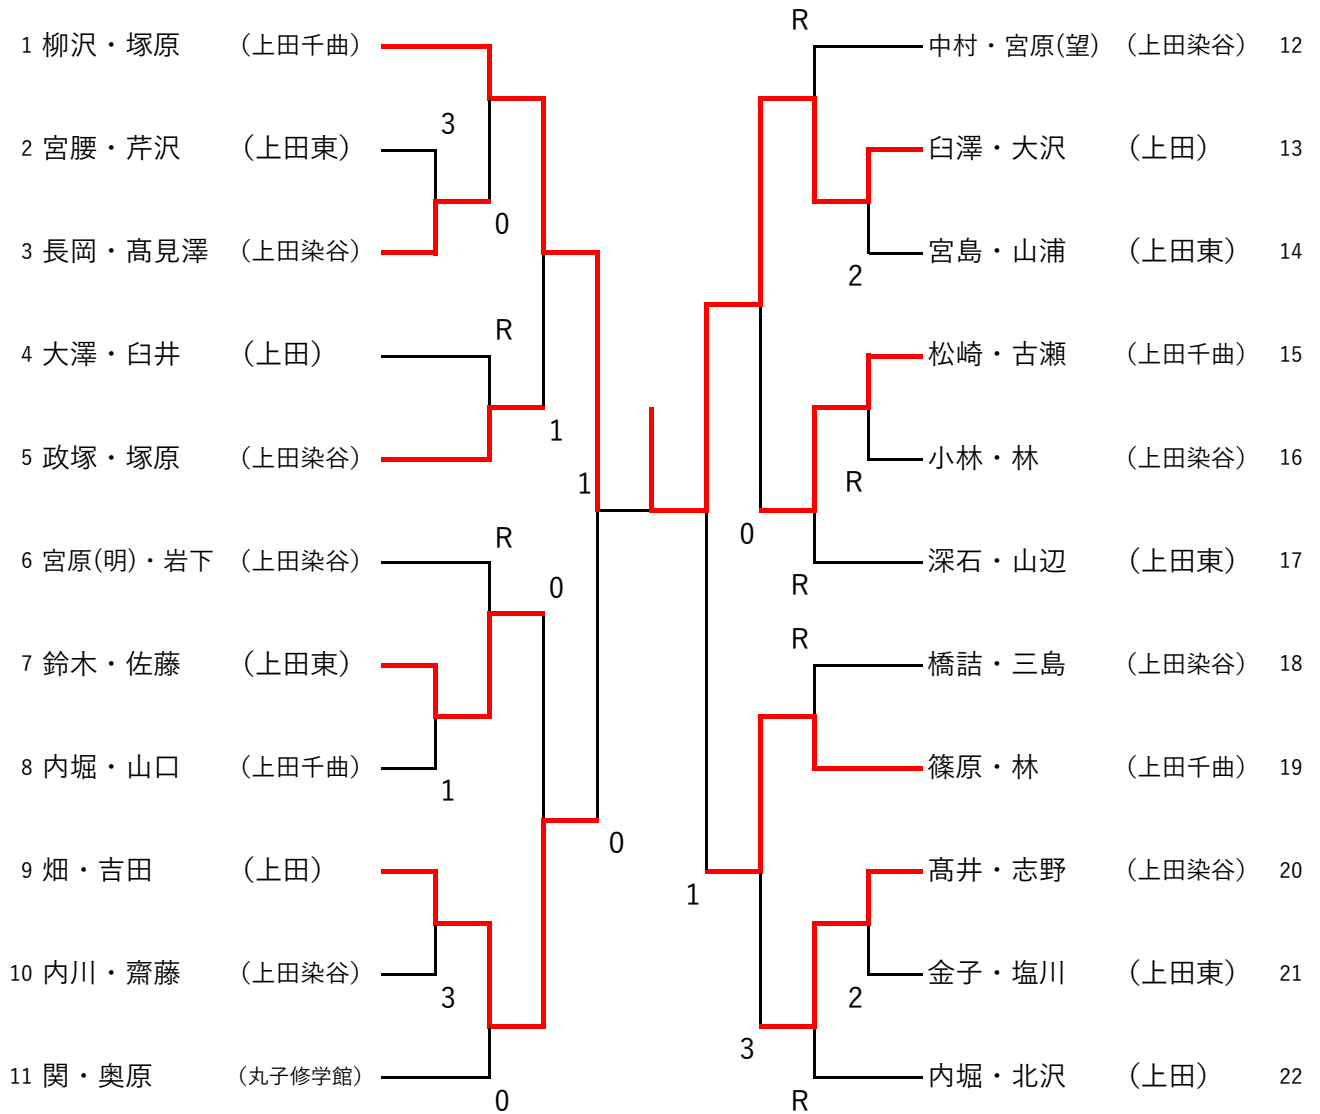 1 柳沢・塚原 （上田千曲）
3
2 宮腰・芹沢 （上田東）
0
3 長岡・髙見澤 （上田染谷）
R
4 大澤・臼井 （上田）
1
5 政塚・塚原 （上田染谷）
1
R
6 宮原(明)・岩下 （上田染谷）
0
7 鈴木・佐藤 （上田東）
8 内堀・山口 （上田千曲）
1
0
9 畑・吉田 （上田）
10 内川・齋藤 （上田染谷）
3
11 関・奥原 （丸子修学館）
0
R
中村・宮原(望) （上田染谷） 12
臼澤・大沢 （上田） 13
宮島・山浦 （上田東） 14
2
松崎・古瀬 （上田千曲） 15
小林・林 （上田染谷） 16
R
0
深石・山辺 （上田東） 17
R
R
橋詰・三島 （上田染谷） 18
篠原・林 （上田千曲） 19
1
髙井・志野 （上田染谷） 20
金子・塩川 （上田東） 21
2
3
内堀・北沢 （上田） 22
R